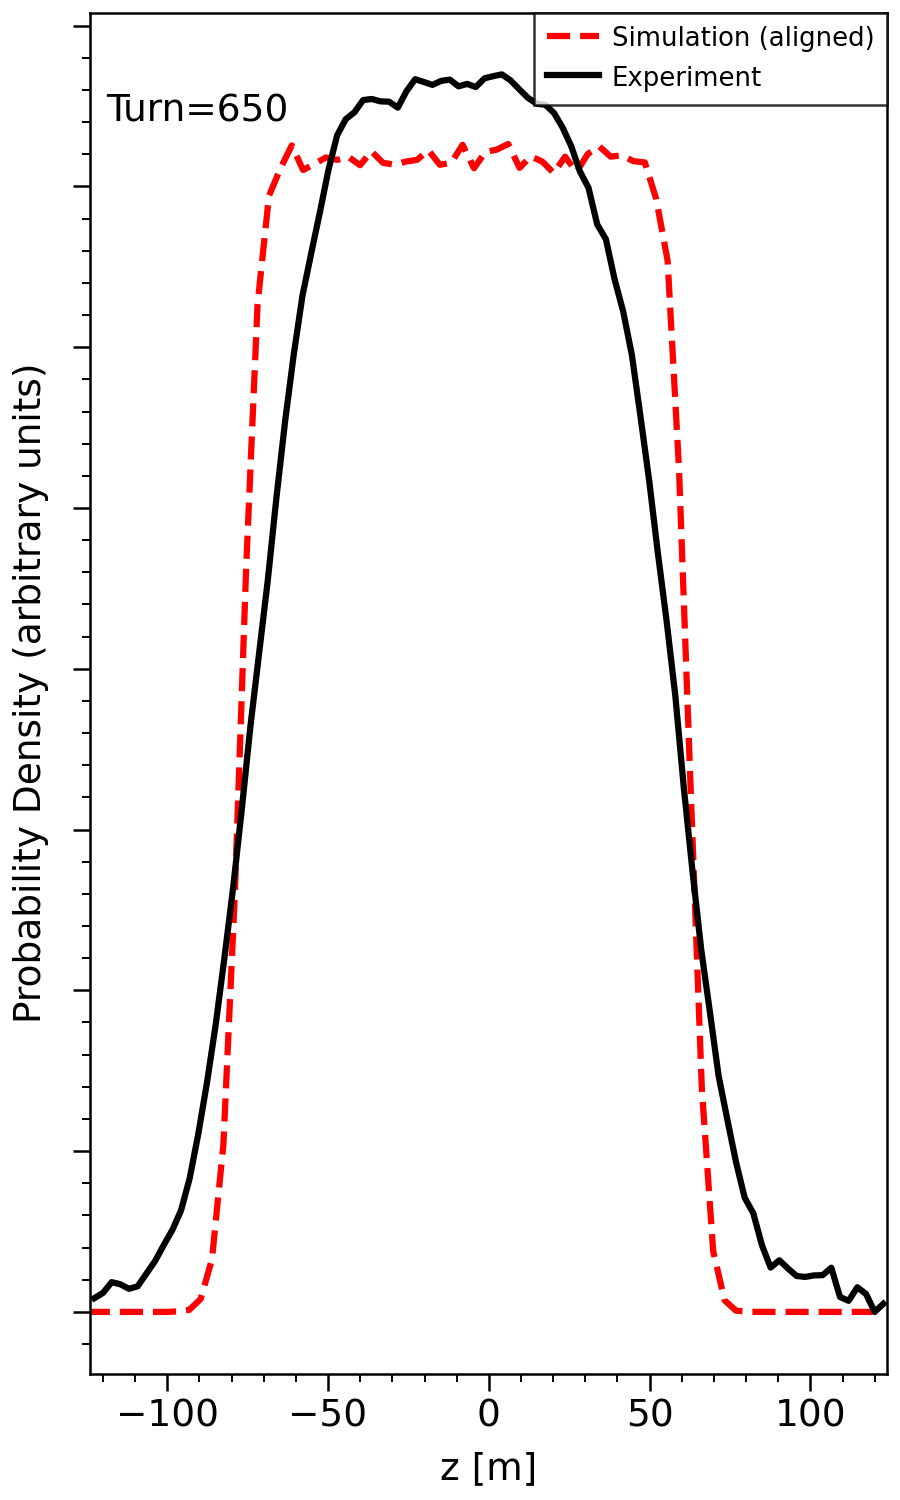 Simulation (aligned)
Experiment
Turn=650
Probability Density (arbitrary units)
−100 −50 0 50 100
z [m]